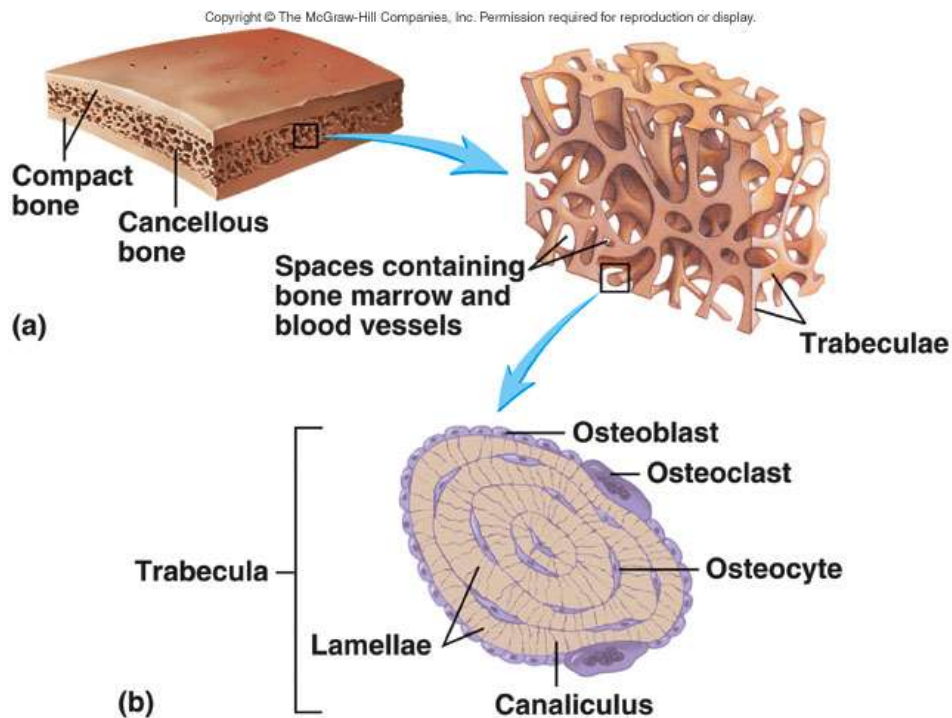 Copyright © The McGraw-Hill Companies, Inc. Permission required for reproduction or display.
Compact
bone
Cancellous
bone
Spaces containing
bone marrow and
blood vessels
Trabeculae
(a)
Osteoblast
Osteoclast
Trabecula
Osteocyte
Lamellae
Canaliculus
(b)